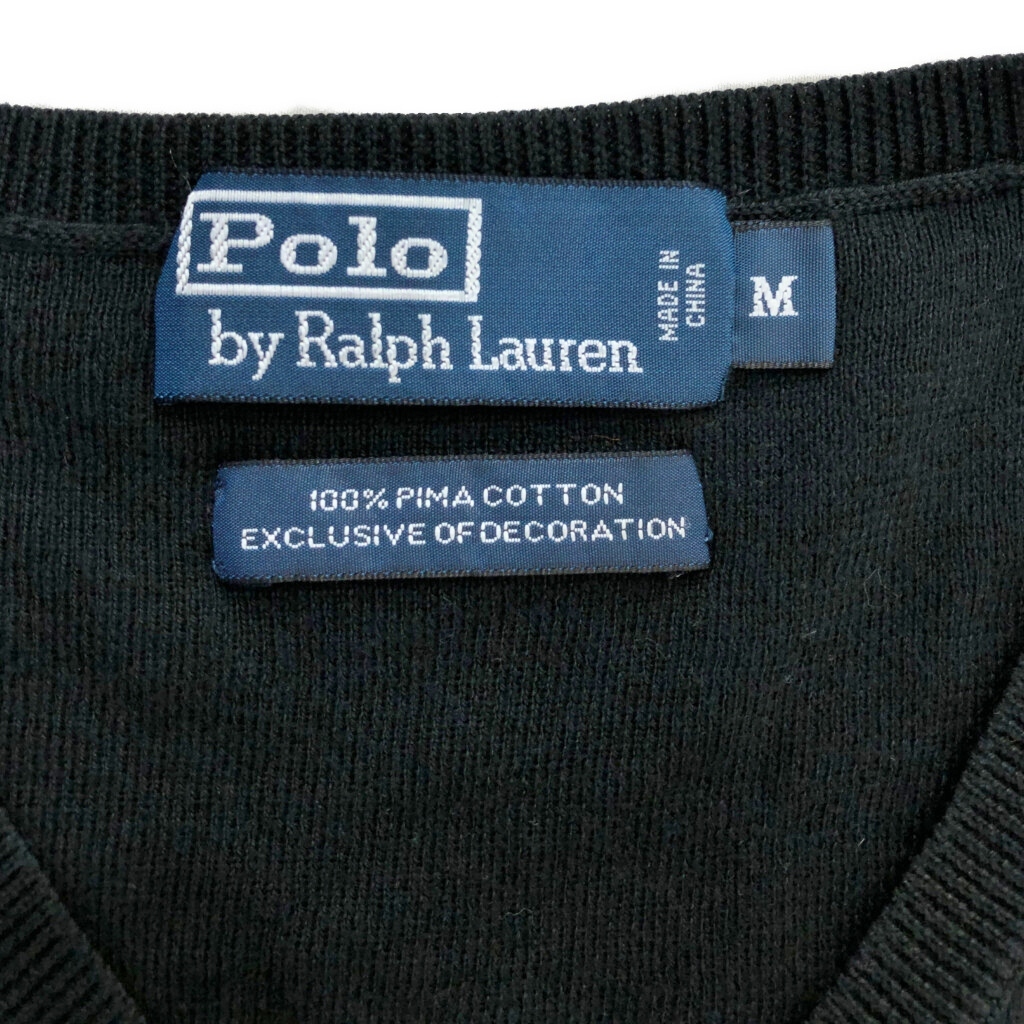 Polo
by Ralph Lauren
MADE IN
CHINA
M
100% PIMA COTTON
EXCLUSIVE OF DECORATION